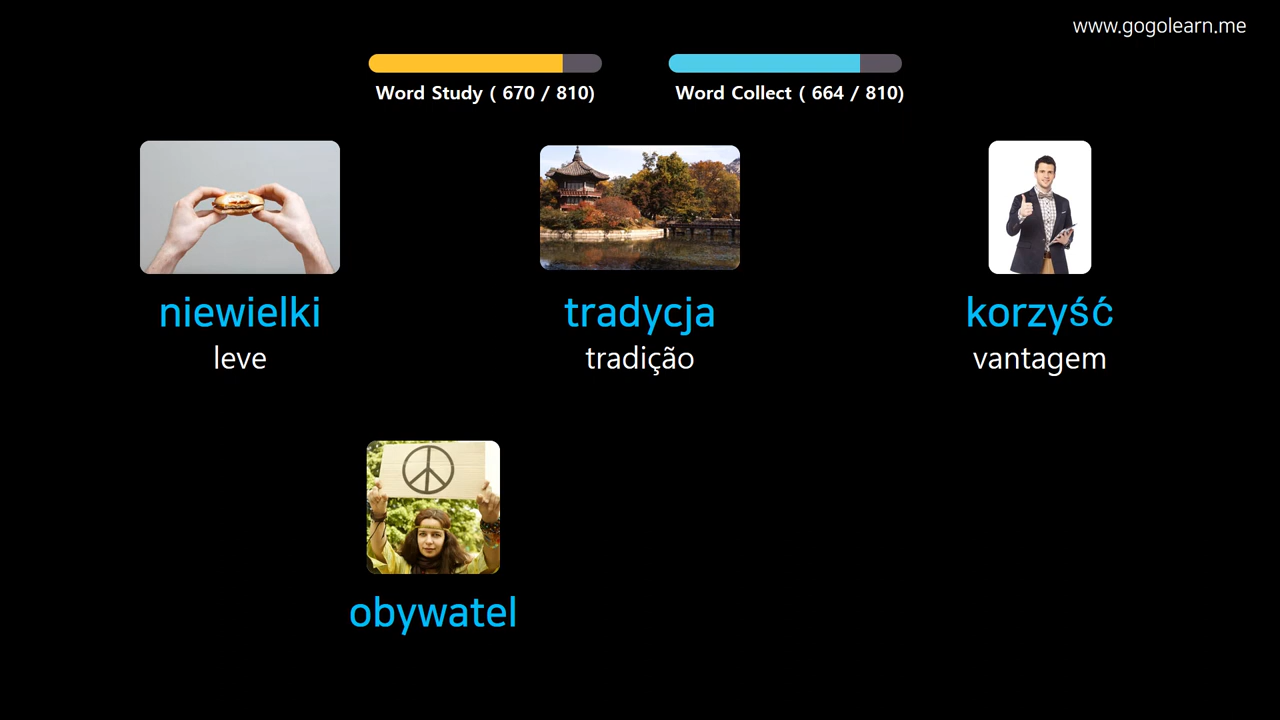 www.gogolearn.me
Word Study ( 670 / 810)
Word Collect ( 664 / 810)
niewielki
leve
tradycja
tradição
korzyść
vantagem
obywatel